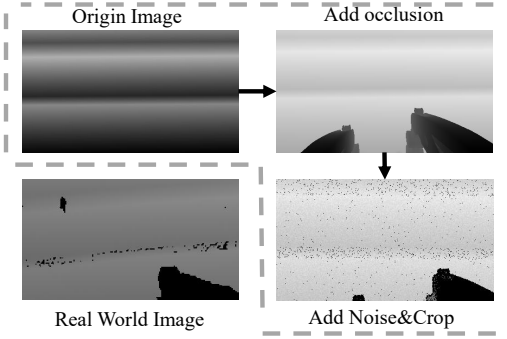 Origin Image
Add occlusion
Real World Image
Add Noise&Crop